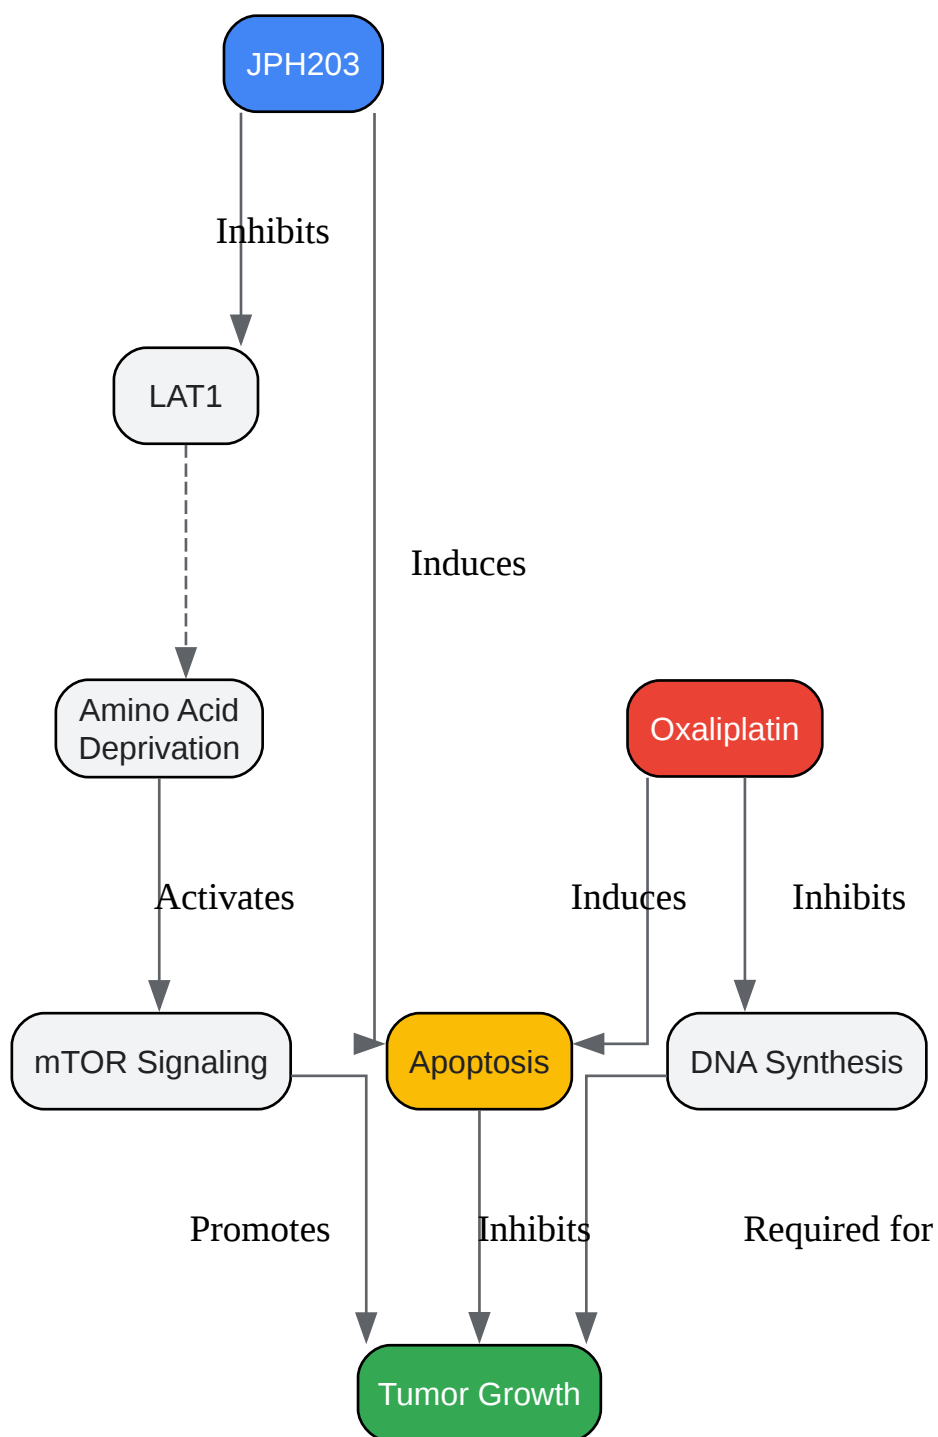 JPH203
Inhibits
LAT1
Induces
Amino Acid
Deprivation
Oxaliplatin
Activates
Induces
Inhibits
mTOR Signaling
Apoptosis
DNA Synthesis
Promotes
Inhibits
Required for
Tumor Growth